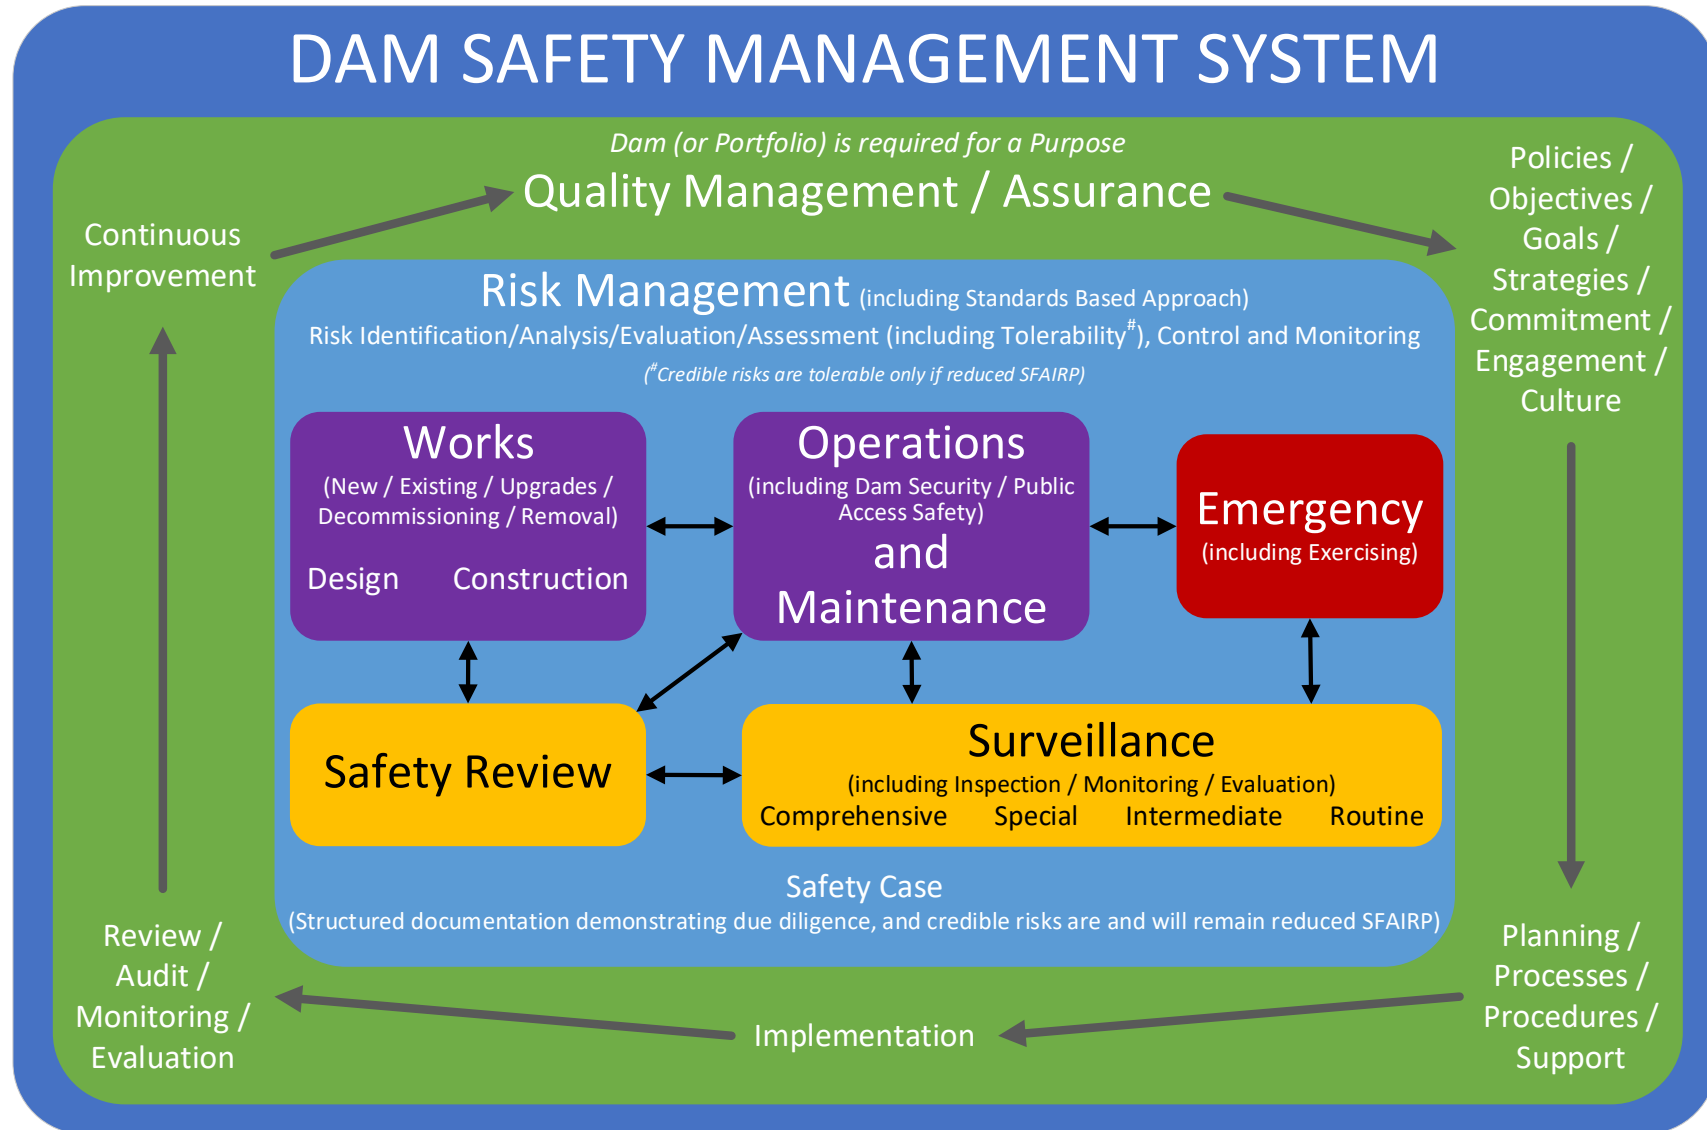 DAM SAFETY MANAGEMENT SYSTEM
Dam (or Portfolio) is required for a Purpose
Quality Management / Assurance
Policies /
Objectives /
Goals /
Strategies /
Commitment /
Engagement /
Culture
Continuous
Improvement
Risk Management (including Standards Based Approach)
Risk Identification/Analysis/Evaluation/Assessment (including Tolerability#), Control and Monitoring
(#Credible risks are tolerable only if reduced SFAIRP)
Works
(New / Existing / Upgrades /
Decommissioning / Removal)
Design Construction
Operations
(including Dam Security / Public
Access Safety)
and
Maintenance
Emergency
(including Exercising)
Safety Review
Surveillance
(including Inspection / Monitoring / Evaluation)
Comprehensive Special Intermediate Routine
Safety Case
(Structured documentation demonstrating due diligence, and credible risks are and will remain reduced SFAIRP)
Review /
Audit /
Monitoring /
Evaluation
Implementation
Planning /
Processes /
Procedures /
Support